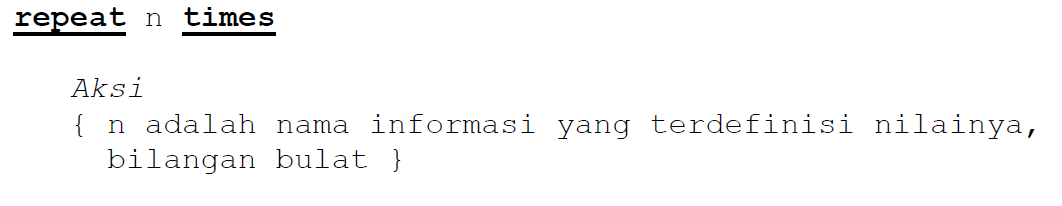 repeat n times
Aksi
{ n adalah nama informasi yang terdefinisi nilainya,
bilangan bulat }